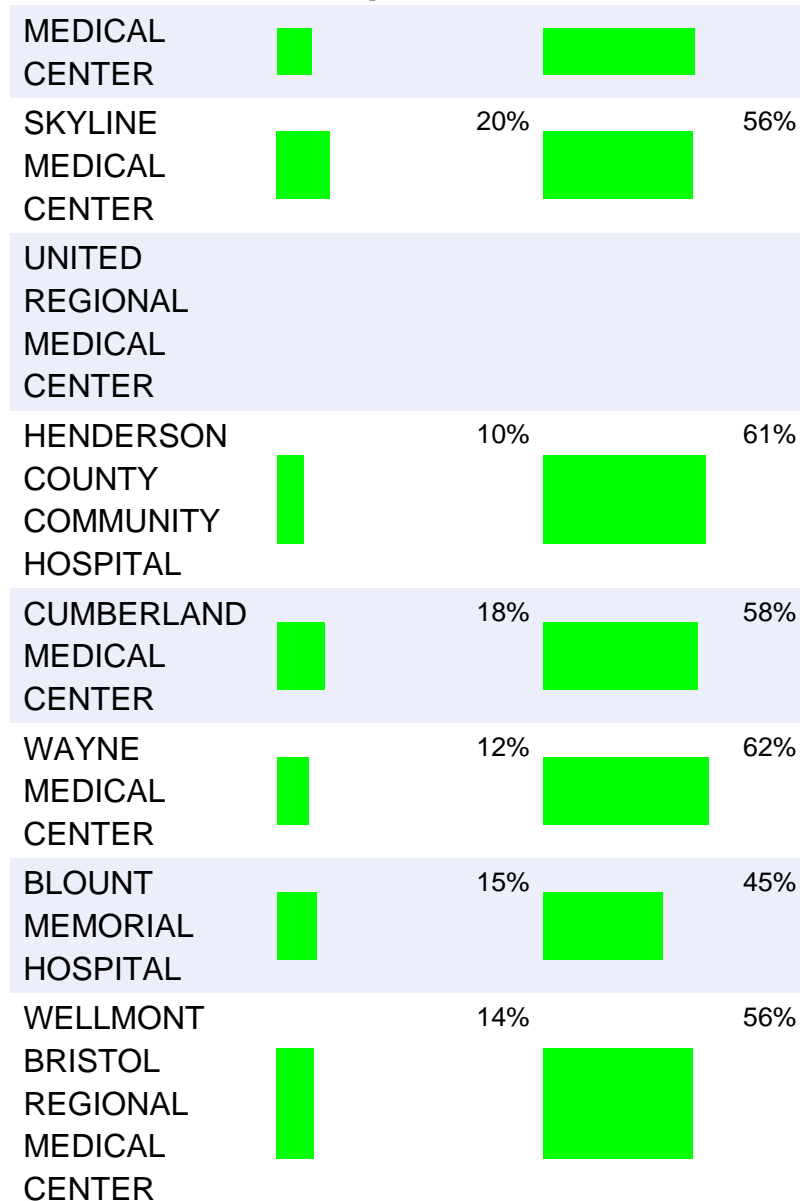 MEDICAL
CENTER
SKYLINE 20% 56%
MEDICAL
CENTER
UNITED
REGIONAL
MEDICAL
CENTER
HENDERSON 10% 61%
COUNTY
COMMUNITY
HOSPITAL
CUMBERLAND 18% 58%
MEDICAL
CENTER
WAYNE 12% 62%
MEDICAL
CENTER
BLOUNT 15% 45%
MEMORIAL
HOSPITAL
WELLMONT 14% 56%
BRISTOL
REGIONAL
MEDICAL
CENTER